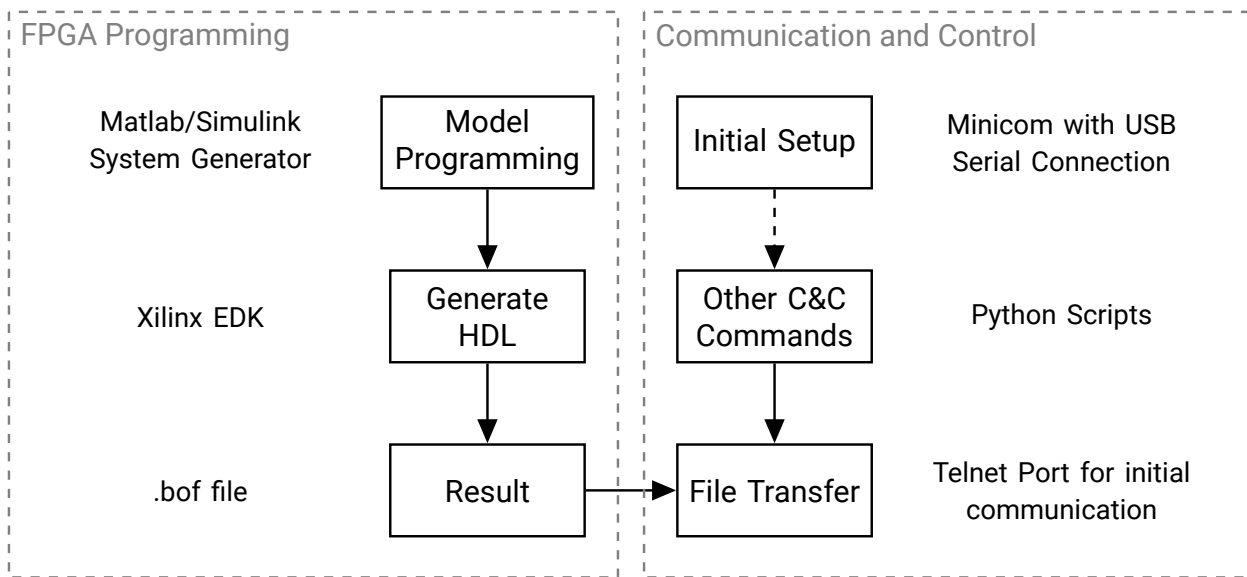 FPGA Programming
Matlab/Simulink
System Generator
Model
Programming
Xilinx EDK
Generate
HDL
.bof file
Result
Communication and Control
Initial Setup
Minicom with USB
Serial Connection
Other C&C
Commands
Python Scripts
File Transfer
Telnet Port for initial
communication